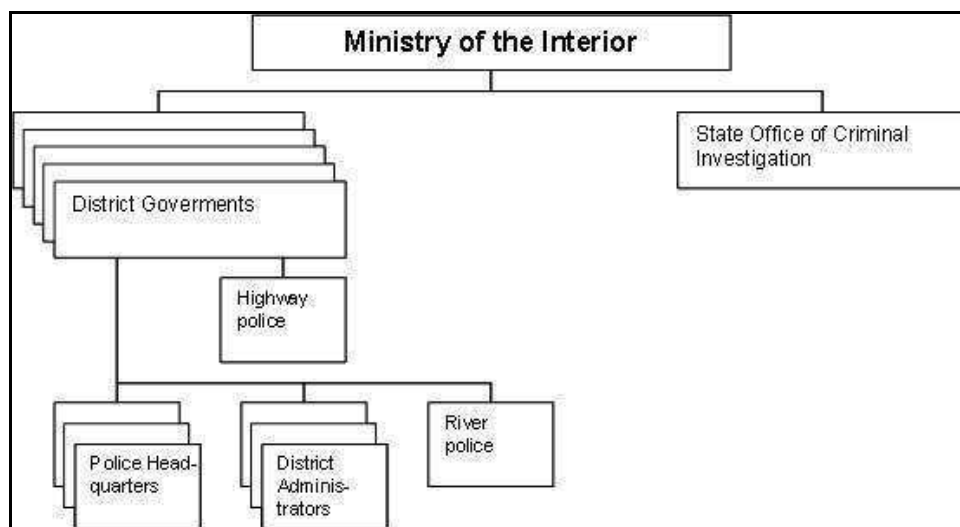 Ministry of the Interior
State Office of Criminal
Investigation
District Goverments
Highway
police
Police Head-
quarters
District
Adminis-
trators
River
police